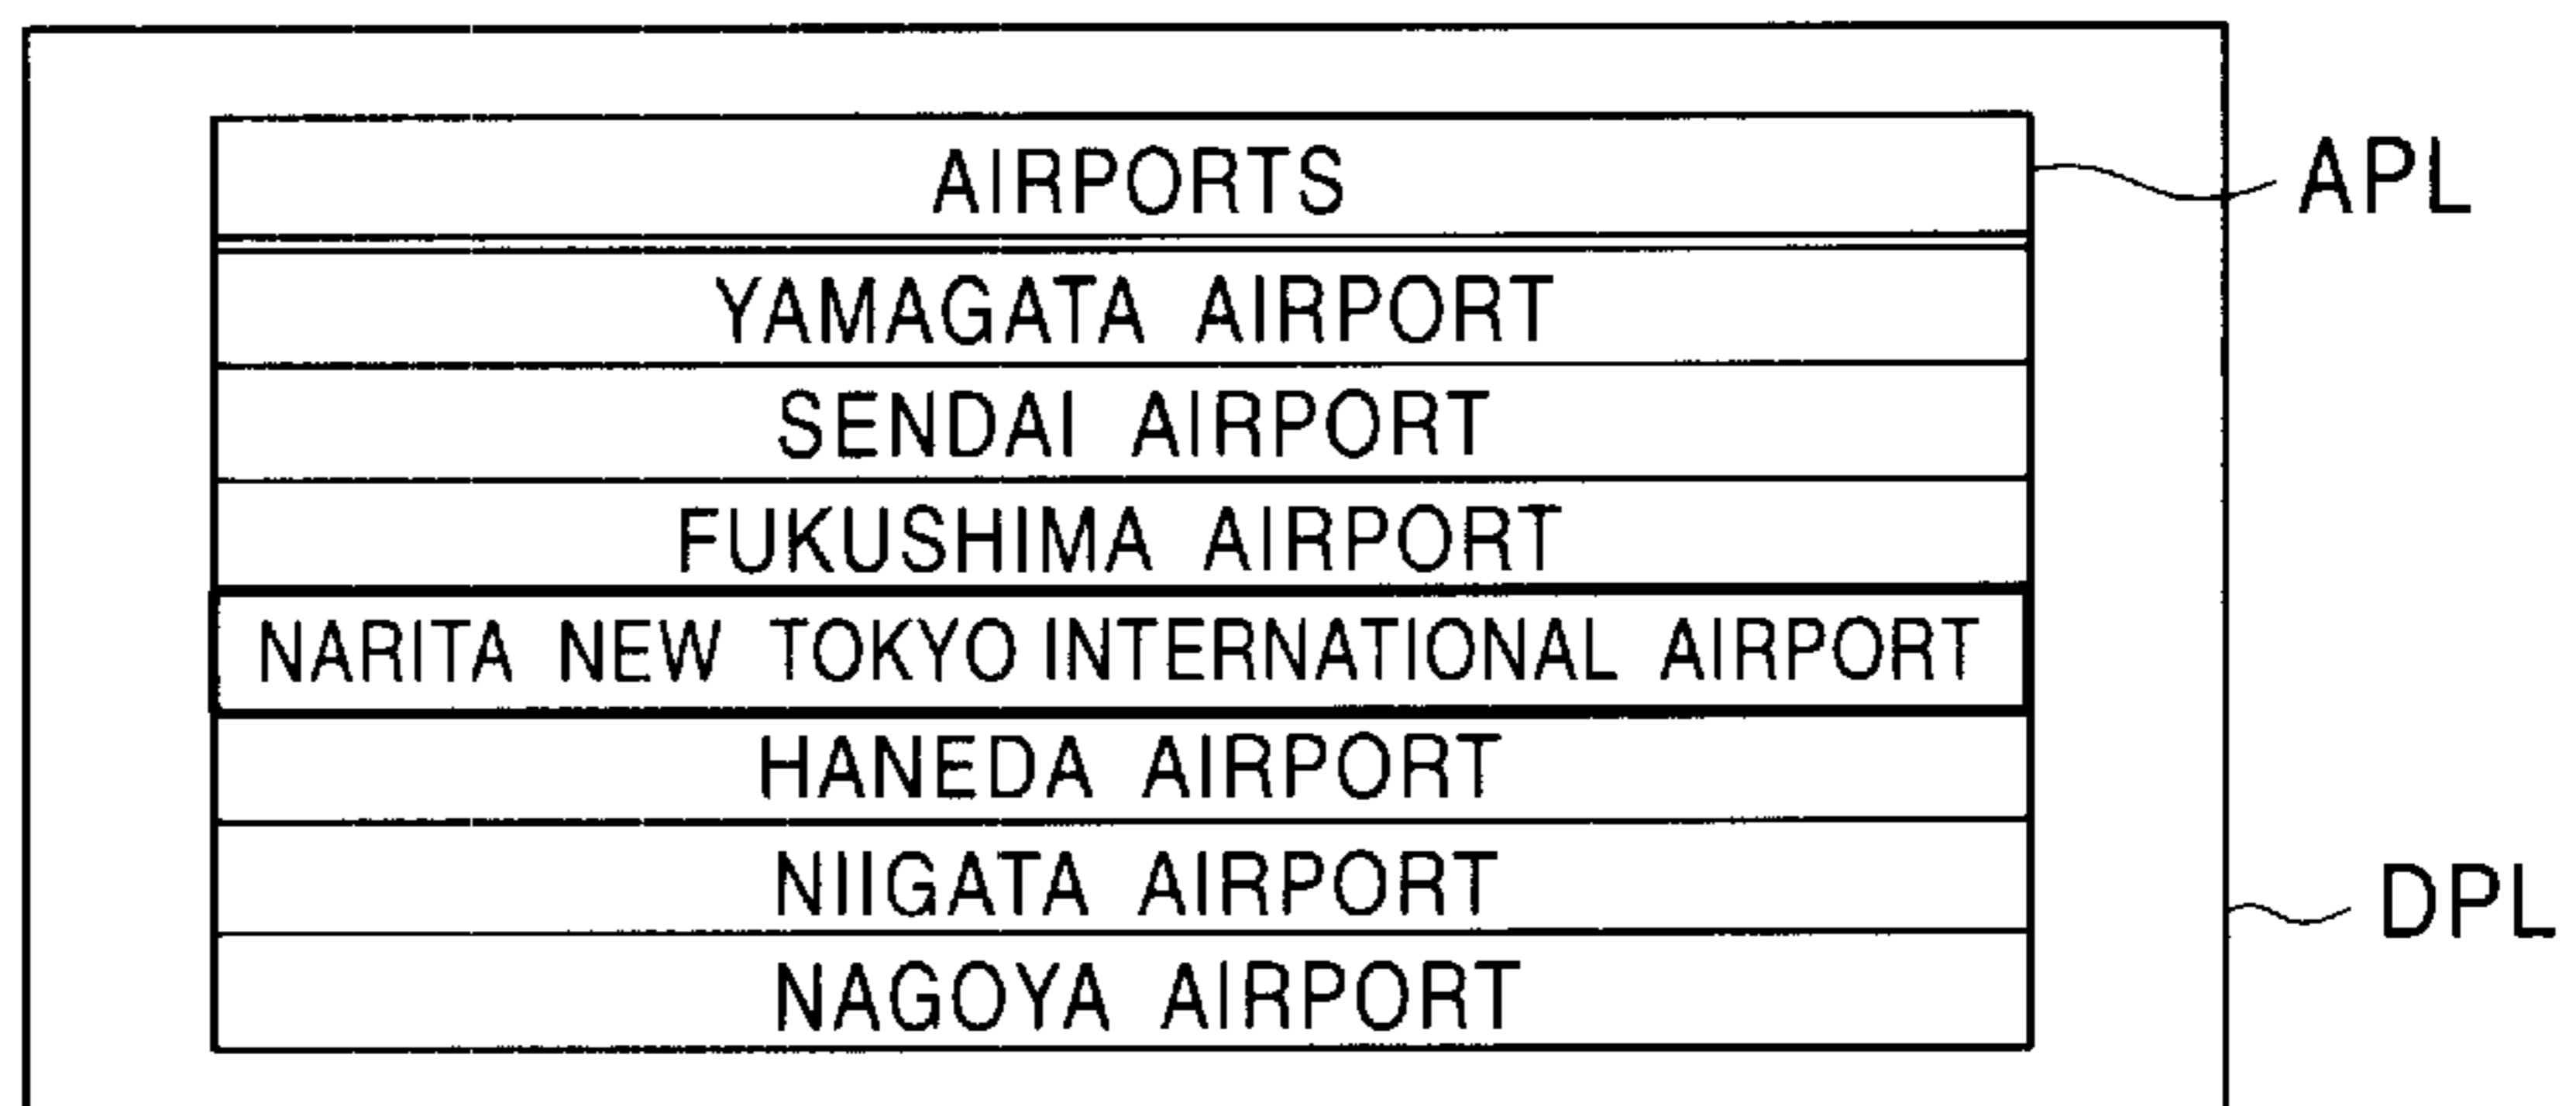 AIRPORTS
APL
YAMAGATA AIRPORT
SENDAI AIRPORT
FUKUSHIMA AIRPORT
NARITA NEW TOKYO INTERNATIONAL AIRPORT
HANEDA AIRPORT
NIIGATA AIRPORT
DPL
NAGOYA AIRPORT